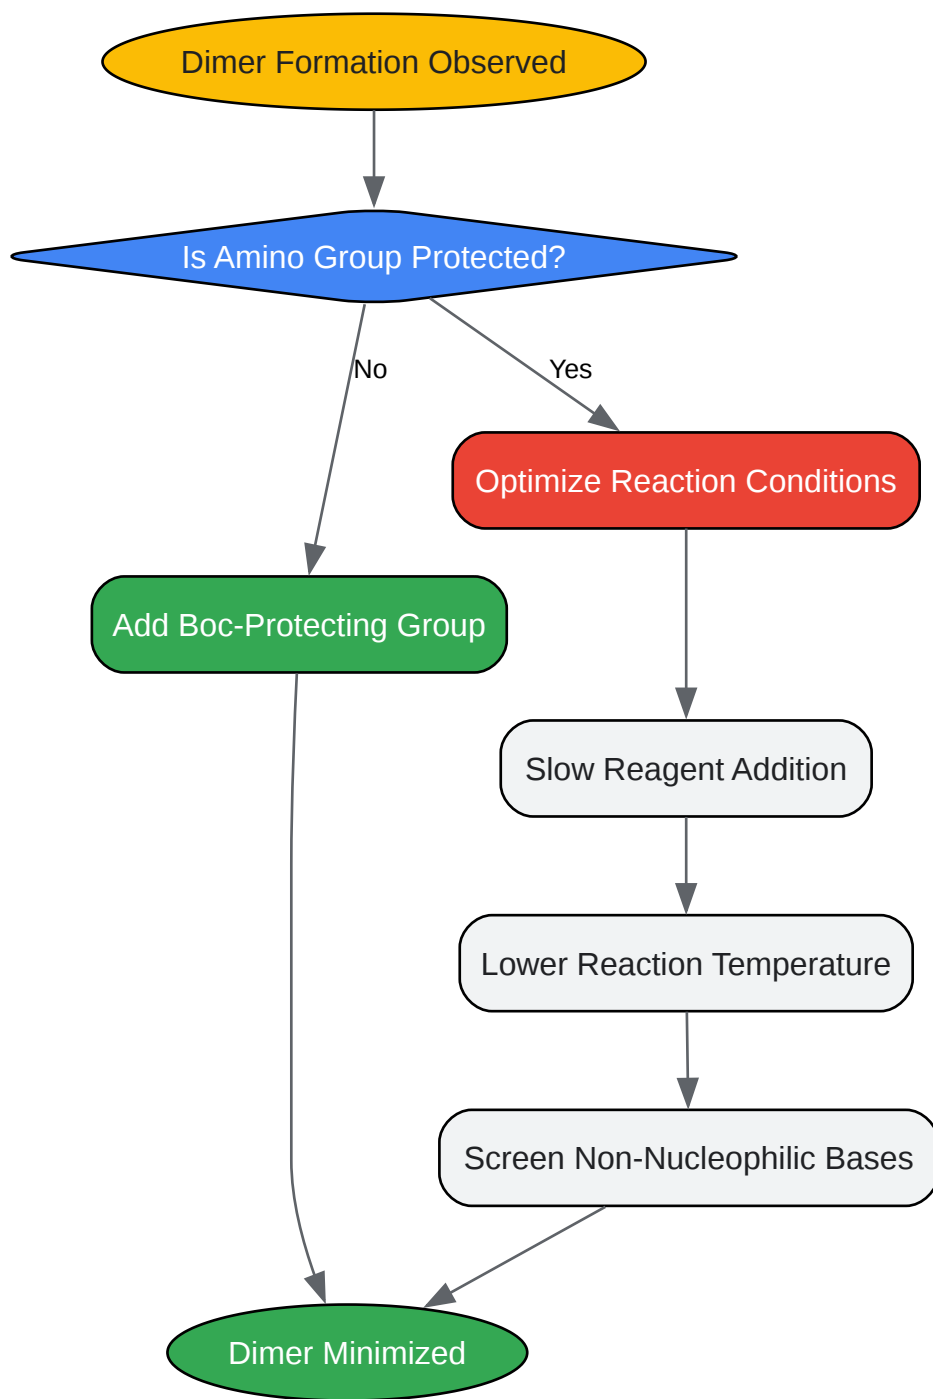 Dimer Formation Observed
Is Amino Group Protected?
No
Yes
Optimize Reaction Conditions
Add Boc-Protecting Group
Slow Reagent Addition
Lower Reaction Temperature
Screen Non-Nucleophilic Bases
Dimer Minimized